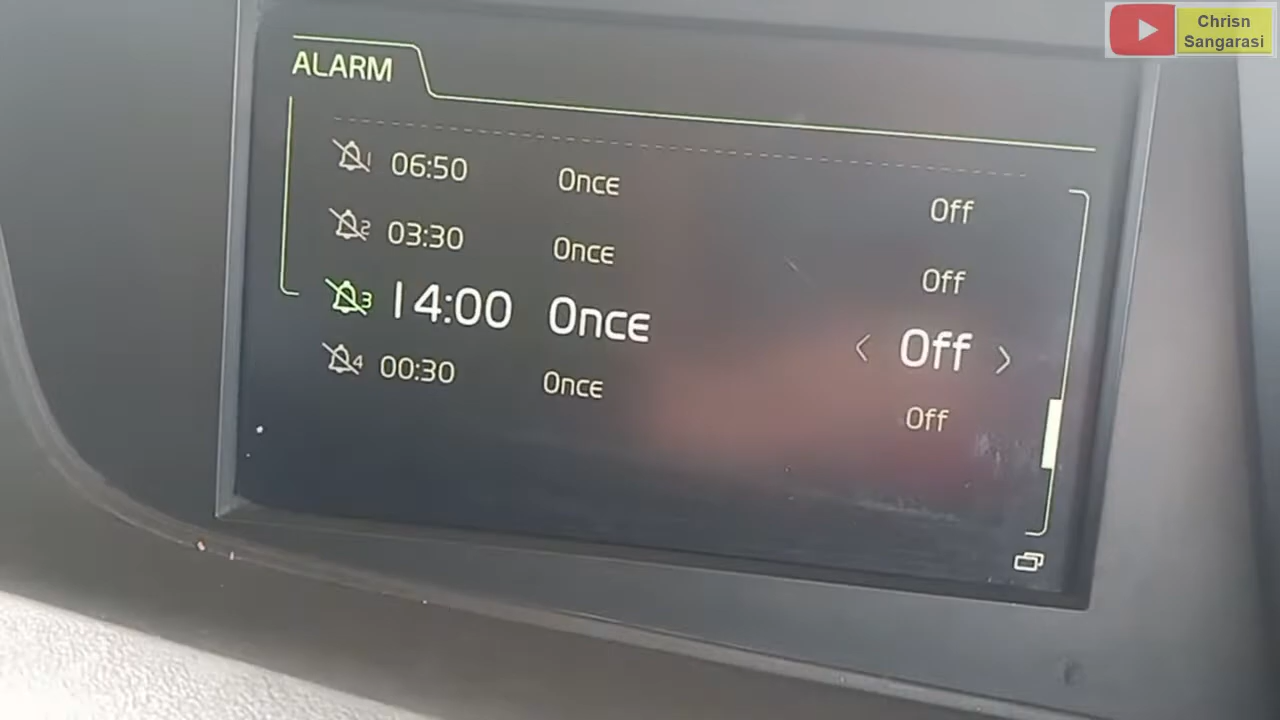 Chrisn
Sangarasi
ALARM
1 06:50 Once Off
2 03:30 Once Off
3 14:00 Once < Off >
4 00:30 Once Off